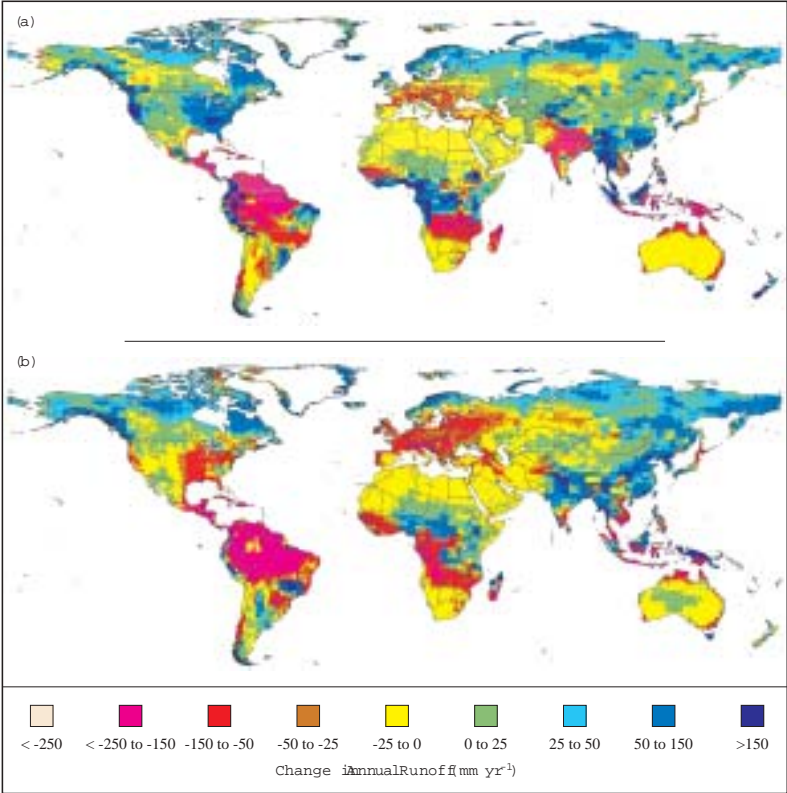 (a)
(b)
< -250 < -250 to -150 -150 to -50 -50 to -25 -25 to 0 0 to 25 25 to 50 50 to 150 >150
Change in Annual Runoff (mm yr⁻¹)